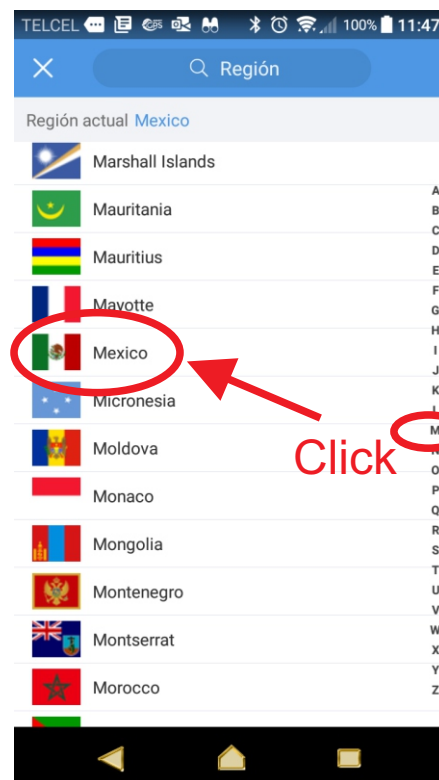 TELCEL 100% 11:47
Región
Región actual Mexico
Marshall Islands
Mauritania
Mauritius
Mayotte
Mexico
Micronesia
Moldova
Monaco
Mongolia
Montenegro
Montserrat
Morocco
Click
A
B
C
D
E
F
G
H
I
J
K
L
M
N
O
P
Q
R
S
T
U
V
W
X
Y
Z